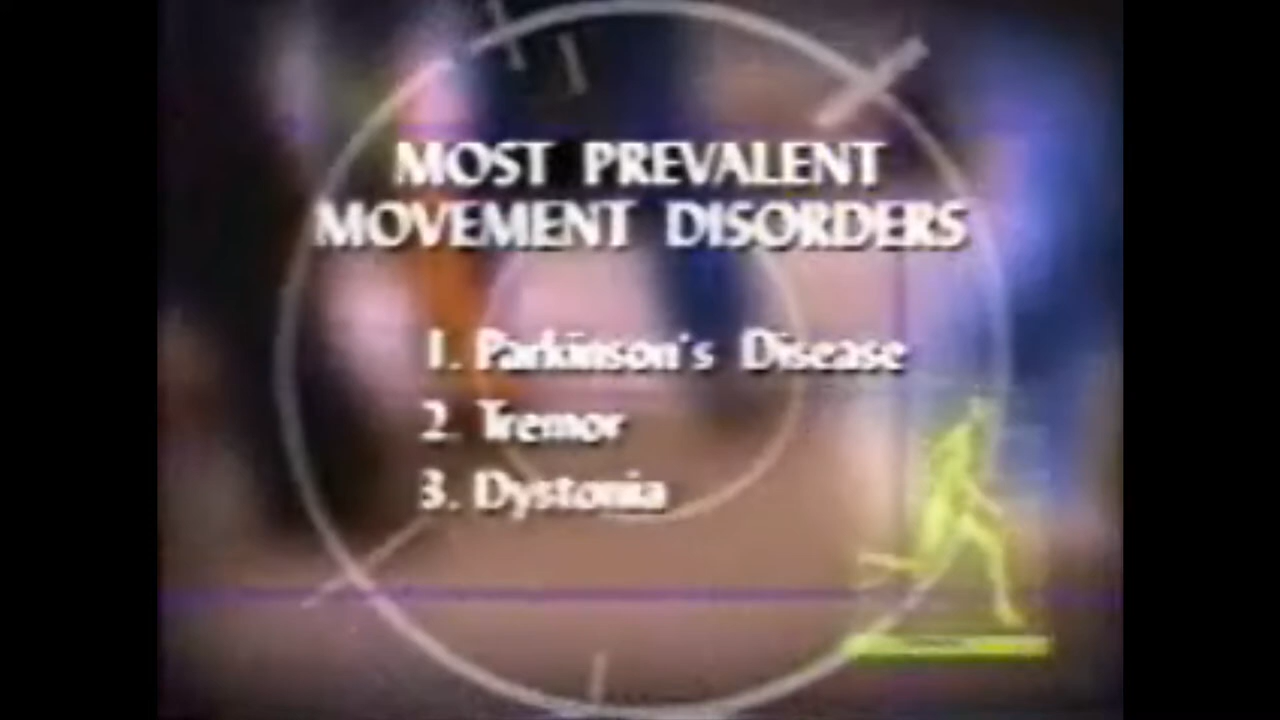 MOST PREVALENT
MOVEMENT DISORDERS
1. Parkinson's Disease
2. Tremor
3. Dystonia